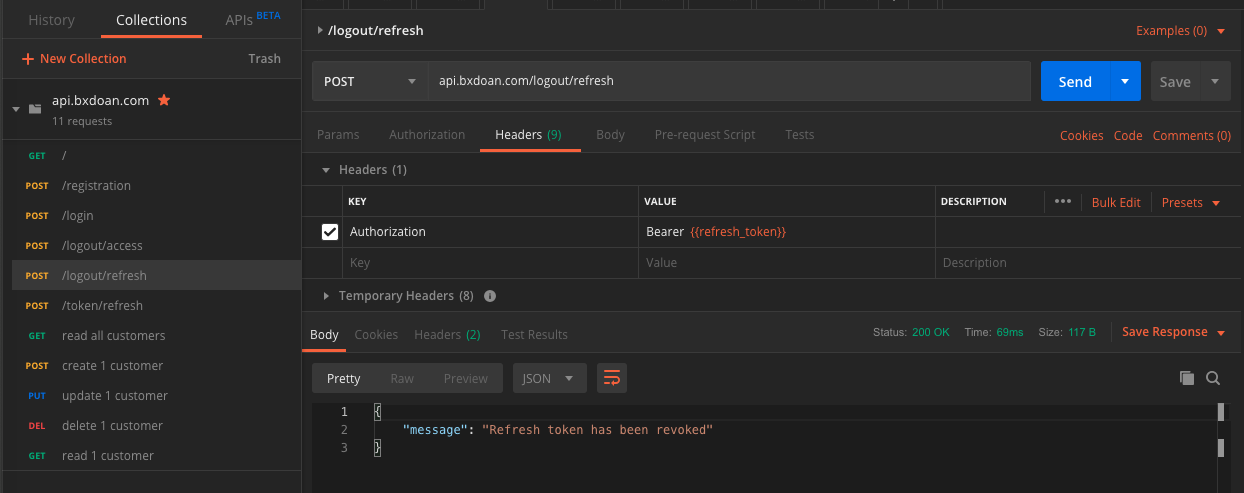 History Collections APIs BETA
+ New Collection Trash
api.bxdoan.com
11 requests
GET /
POST /registration
POST /login
POST /logout/access
POST /logout/refresh
POST /token/refresh
GET read all customers
POST create 1 customer
PUT update 1 customer
DEL delete 1 customer
GET read 1 customer
/logout/refresh Examples (0)
POST api.bxdoan.com/logout/refresh Send Save
Params Authorization Headers (9) Body Pre-request Script Tests Cookies Code Comments (0)
Headers (1)
KEY VALUE DESCRIPTION ••• Bulk Edit Presets
Authorization Bearer {{refresh_token}}
Key Value Description
Temporary Headers (8) i
Body Cookies Headers (2) Test Results Status: 200 OK Time: 69ms Size: 117 B Save Response
Pretty Raw Preview JSON
1 {
2 "message": "Refresh token has been revoked"
3 }